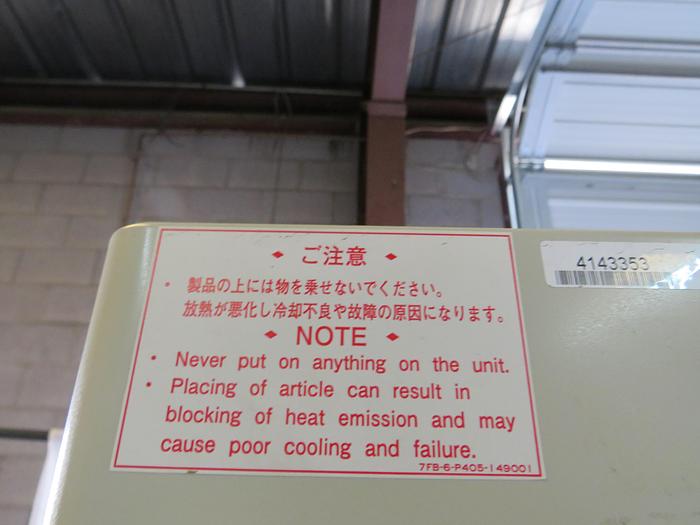 ◆ ご注意 ◆
・ 製品の上には物を乗せないでください。
放熱が悪化し冷却不良や故障の原因になります。
◆ NOTE ◆
• Never put on anything on the unit.
• Placing of article can result in
blocking of heat emission and may
cause poor cooling and failure.
7FB-6-P405-149001
4143353